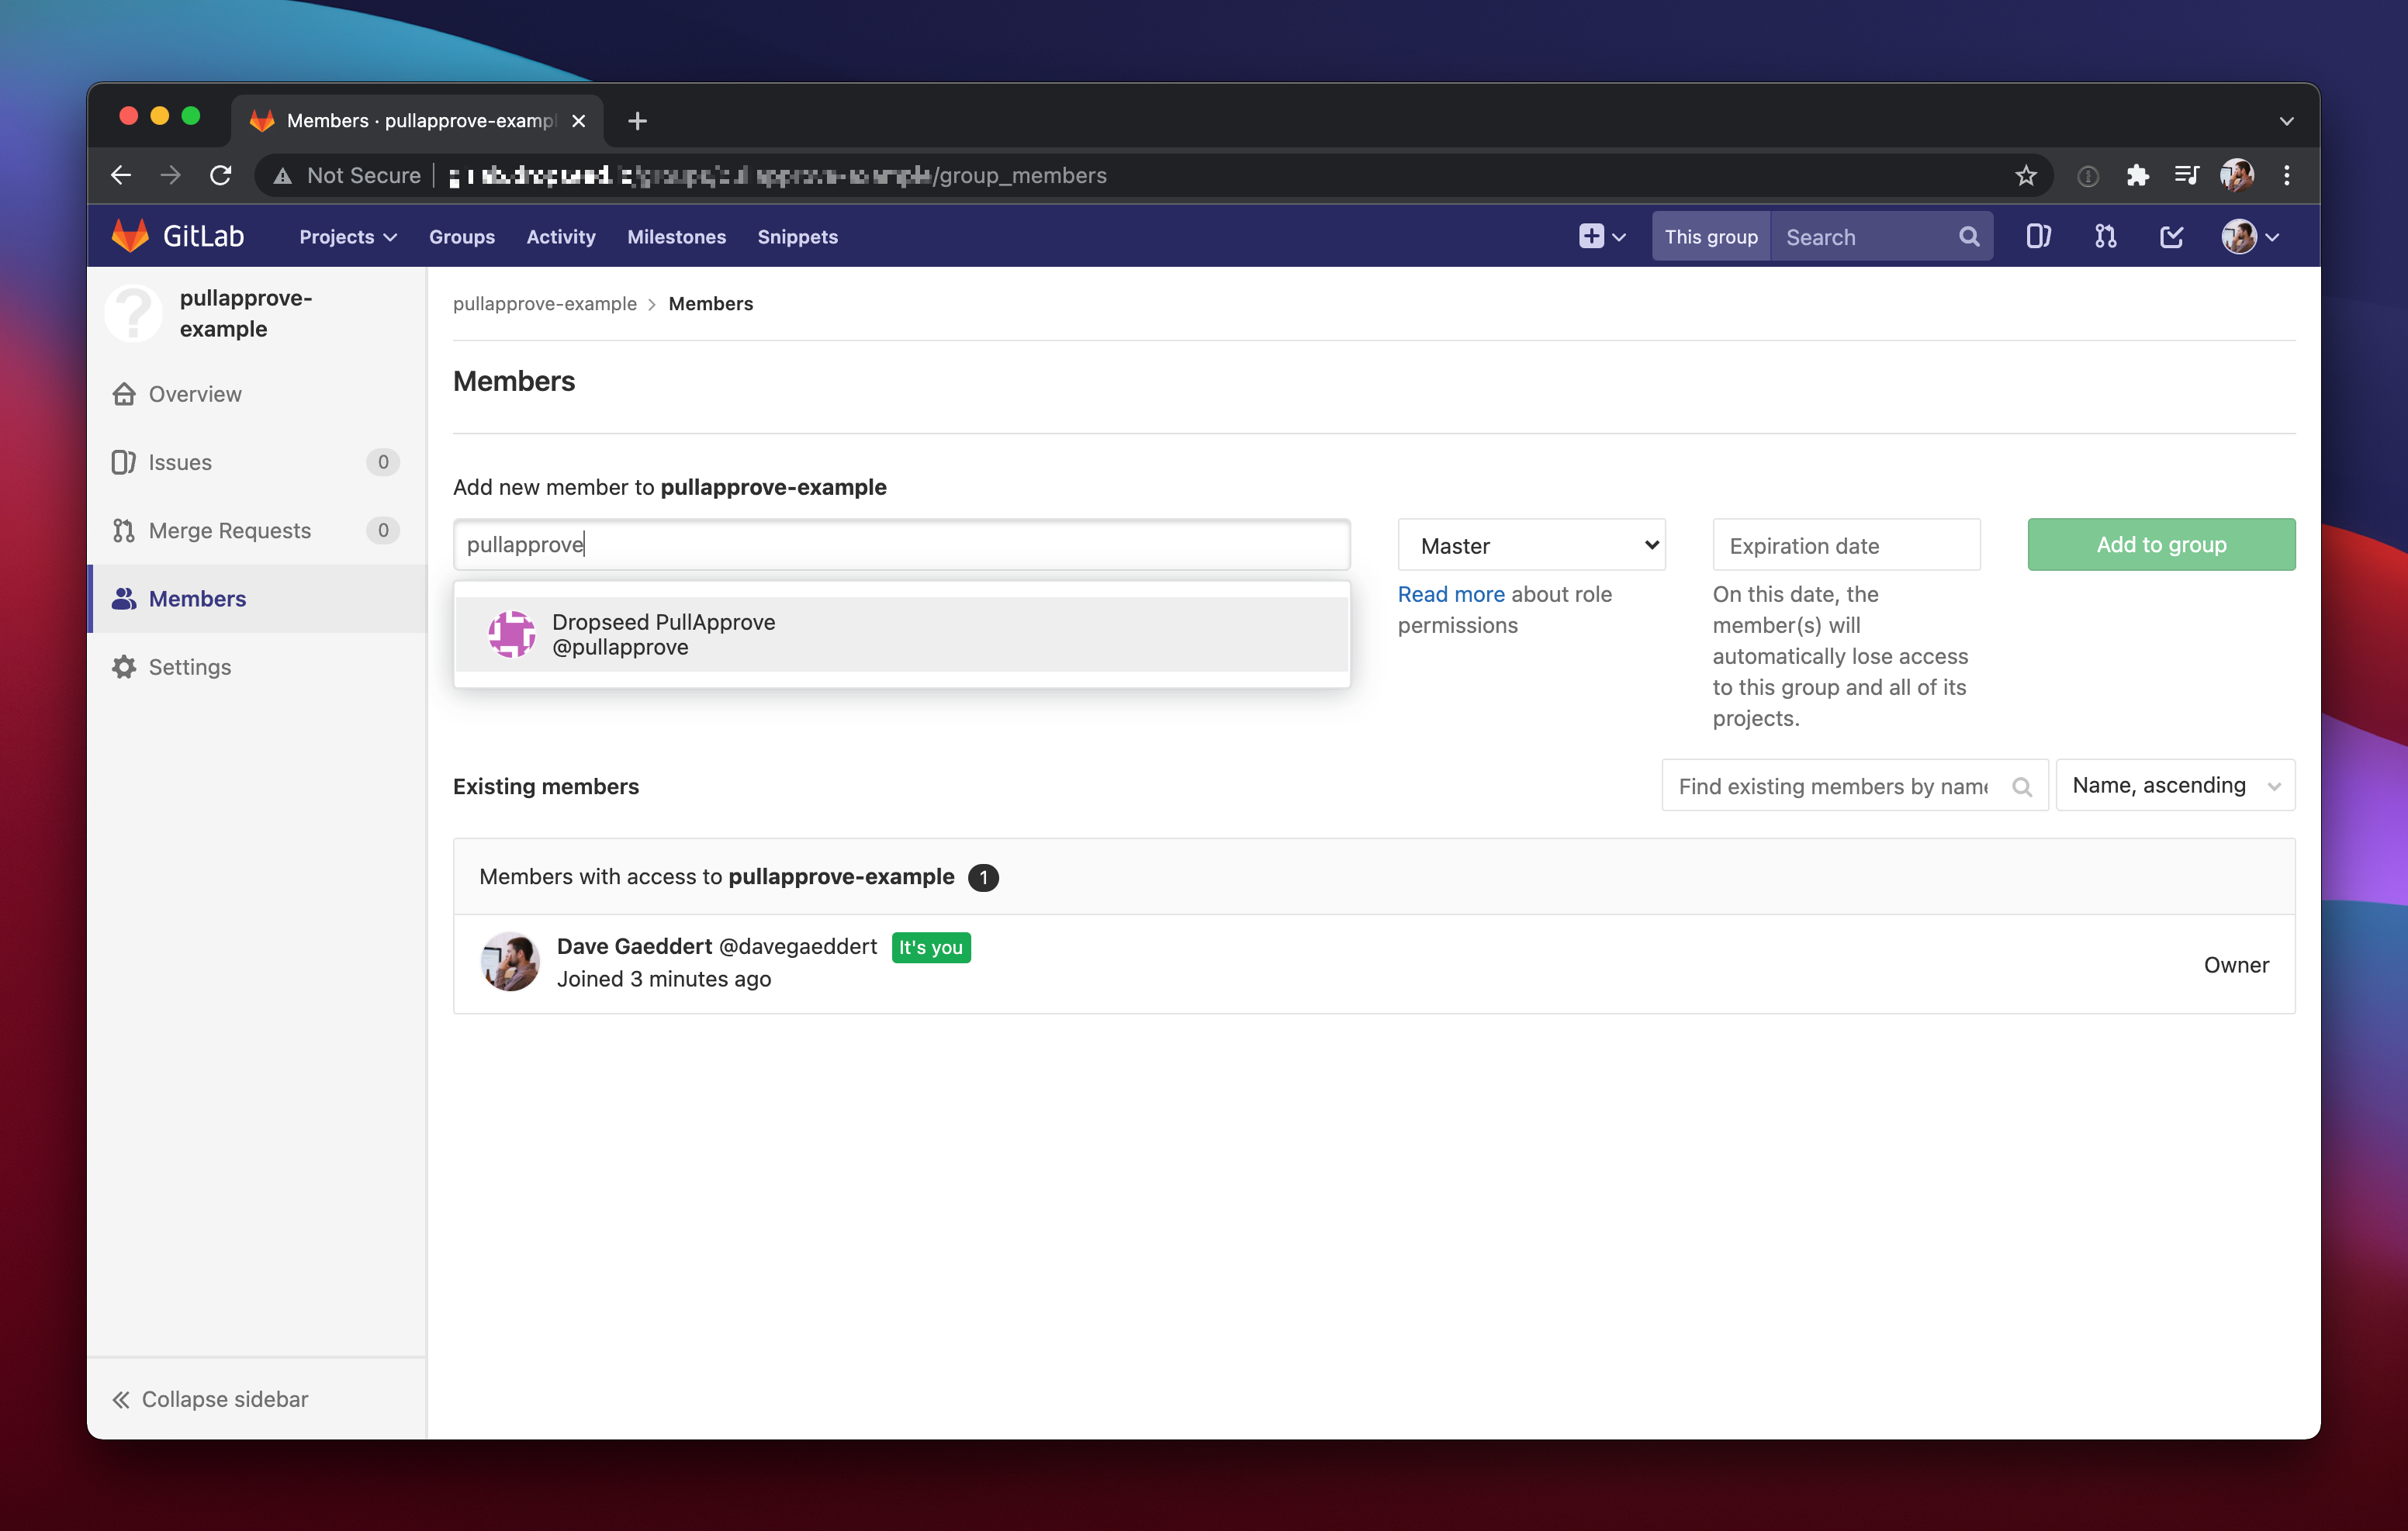 Members · pullapprove-exampl
Not Secure
/group_members
GitLab
Projects
Groups
Activity
Milestones
Snippets
This group
Search
pullapprove-
example
Overview
Issues 0
Merge Requests 0
Members
Settings
Collapse sidebar
pullapprove-example > Members
Members
Add new member to pullapprove-example
pullapprove
Dropseed PullApprove
@pullapprove
Master
Read more about role
permissions
Expiration date
On this date, the
member(s) will
automatically lose access
to this group and all of its
projects.
Add to group
Existing members
Find existing members by name
Name, ascending
Members with access to pullapprove-example 1
Dave Gaeddert @davegaeddert It's you
Joined 3 minutes ago
Owner